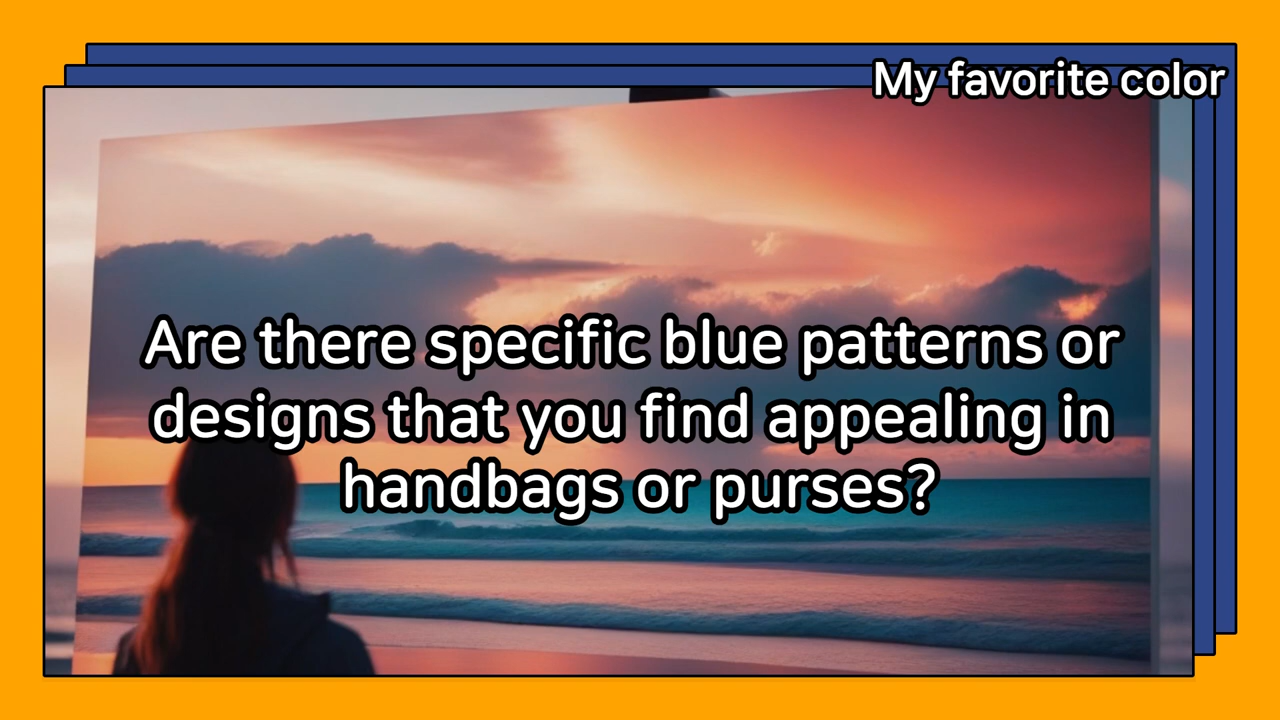 My favorite color
Are there specific blue patterns or
designs that you find appealing in
handbags or purses?